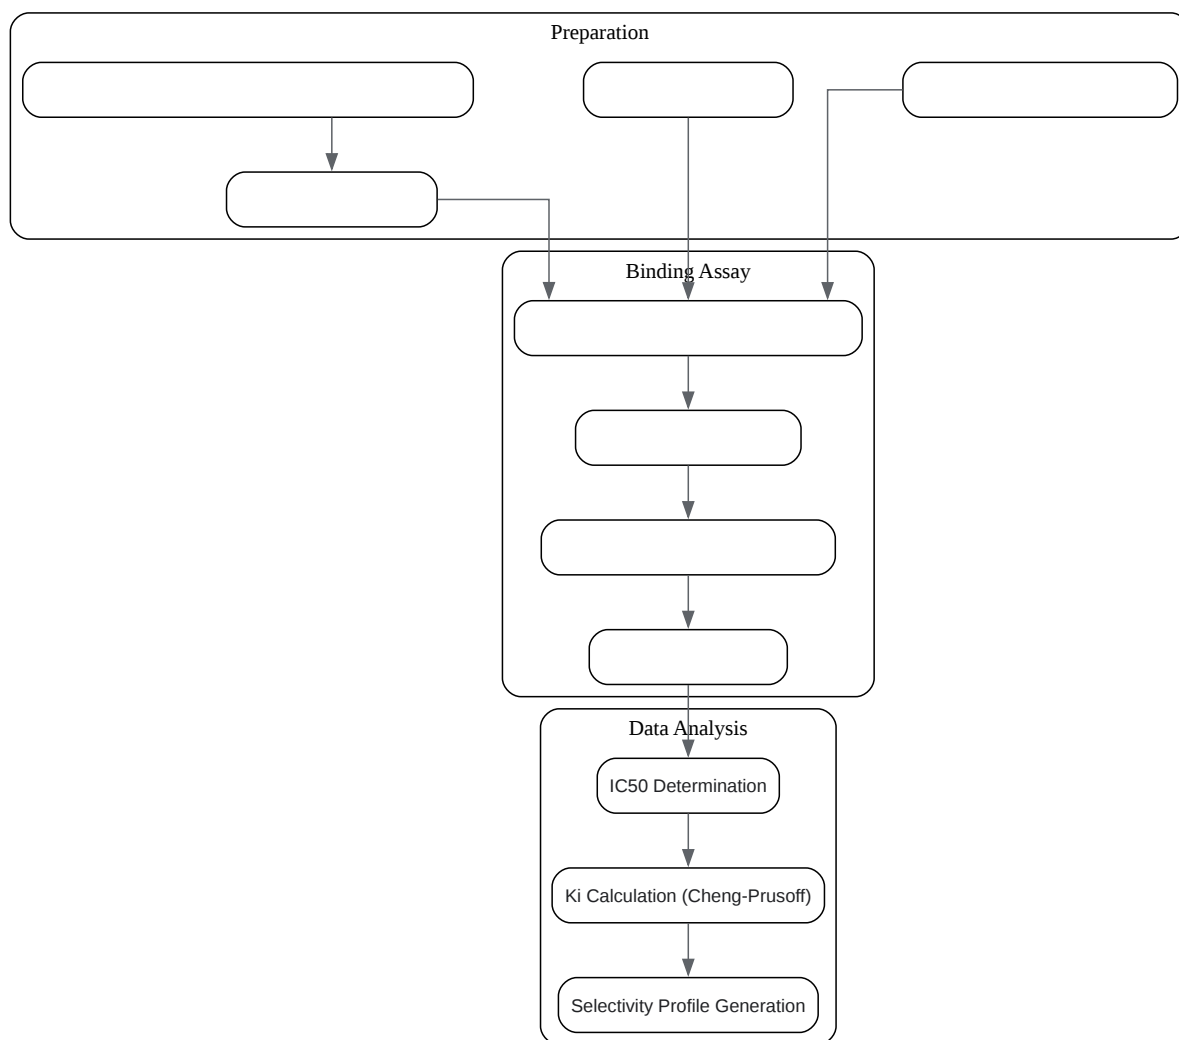 Preparation
Binding Assay
Data Analysis
IC50 Determination
Ki Calculation (Cheng-Prusoff)
Selectivity Profile Generation